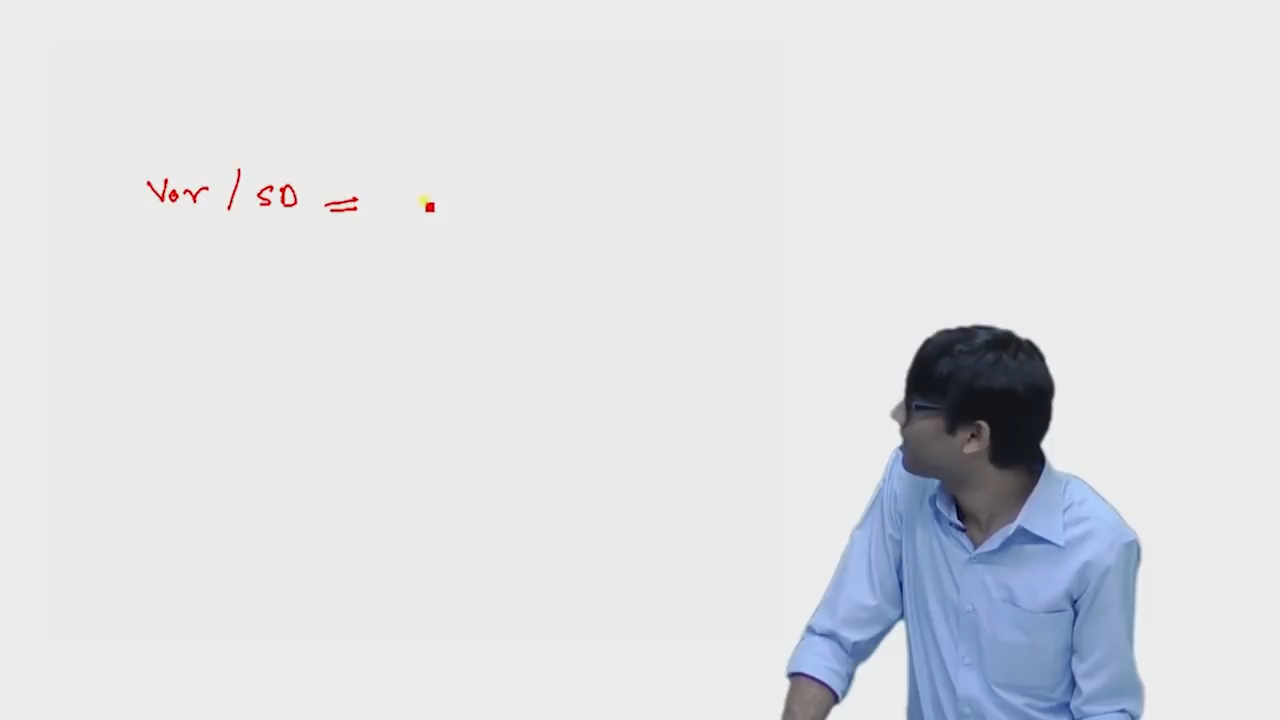 Var / SD =